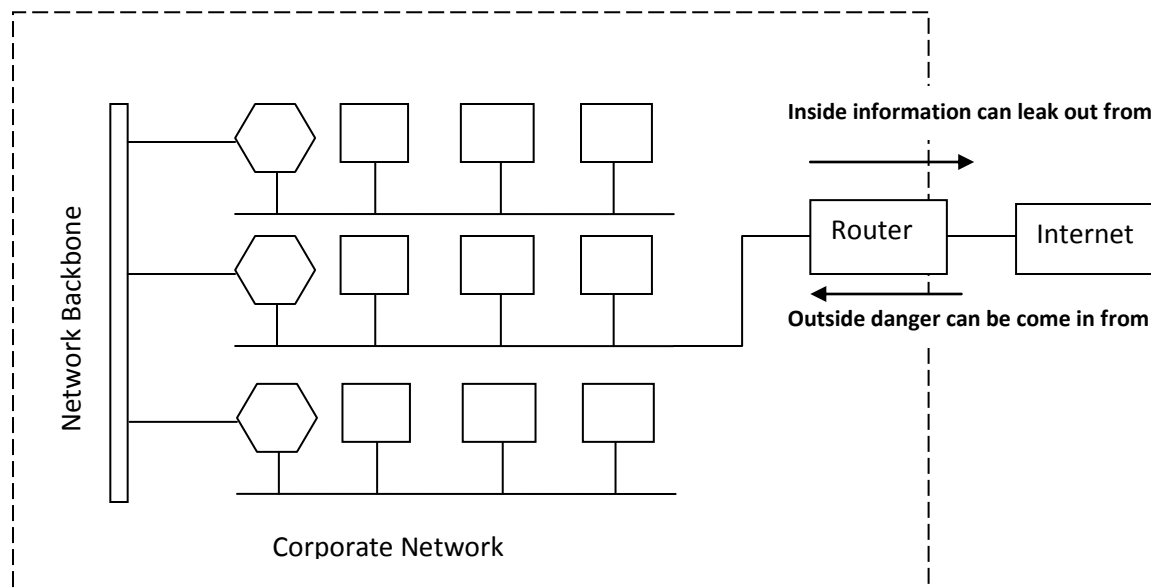 Inside information can leak out from
Router
Internet
Outside danger can be come in from
Network Backbone
Corporate Network